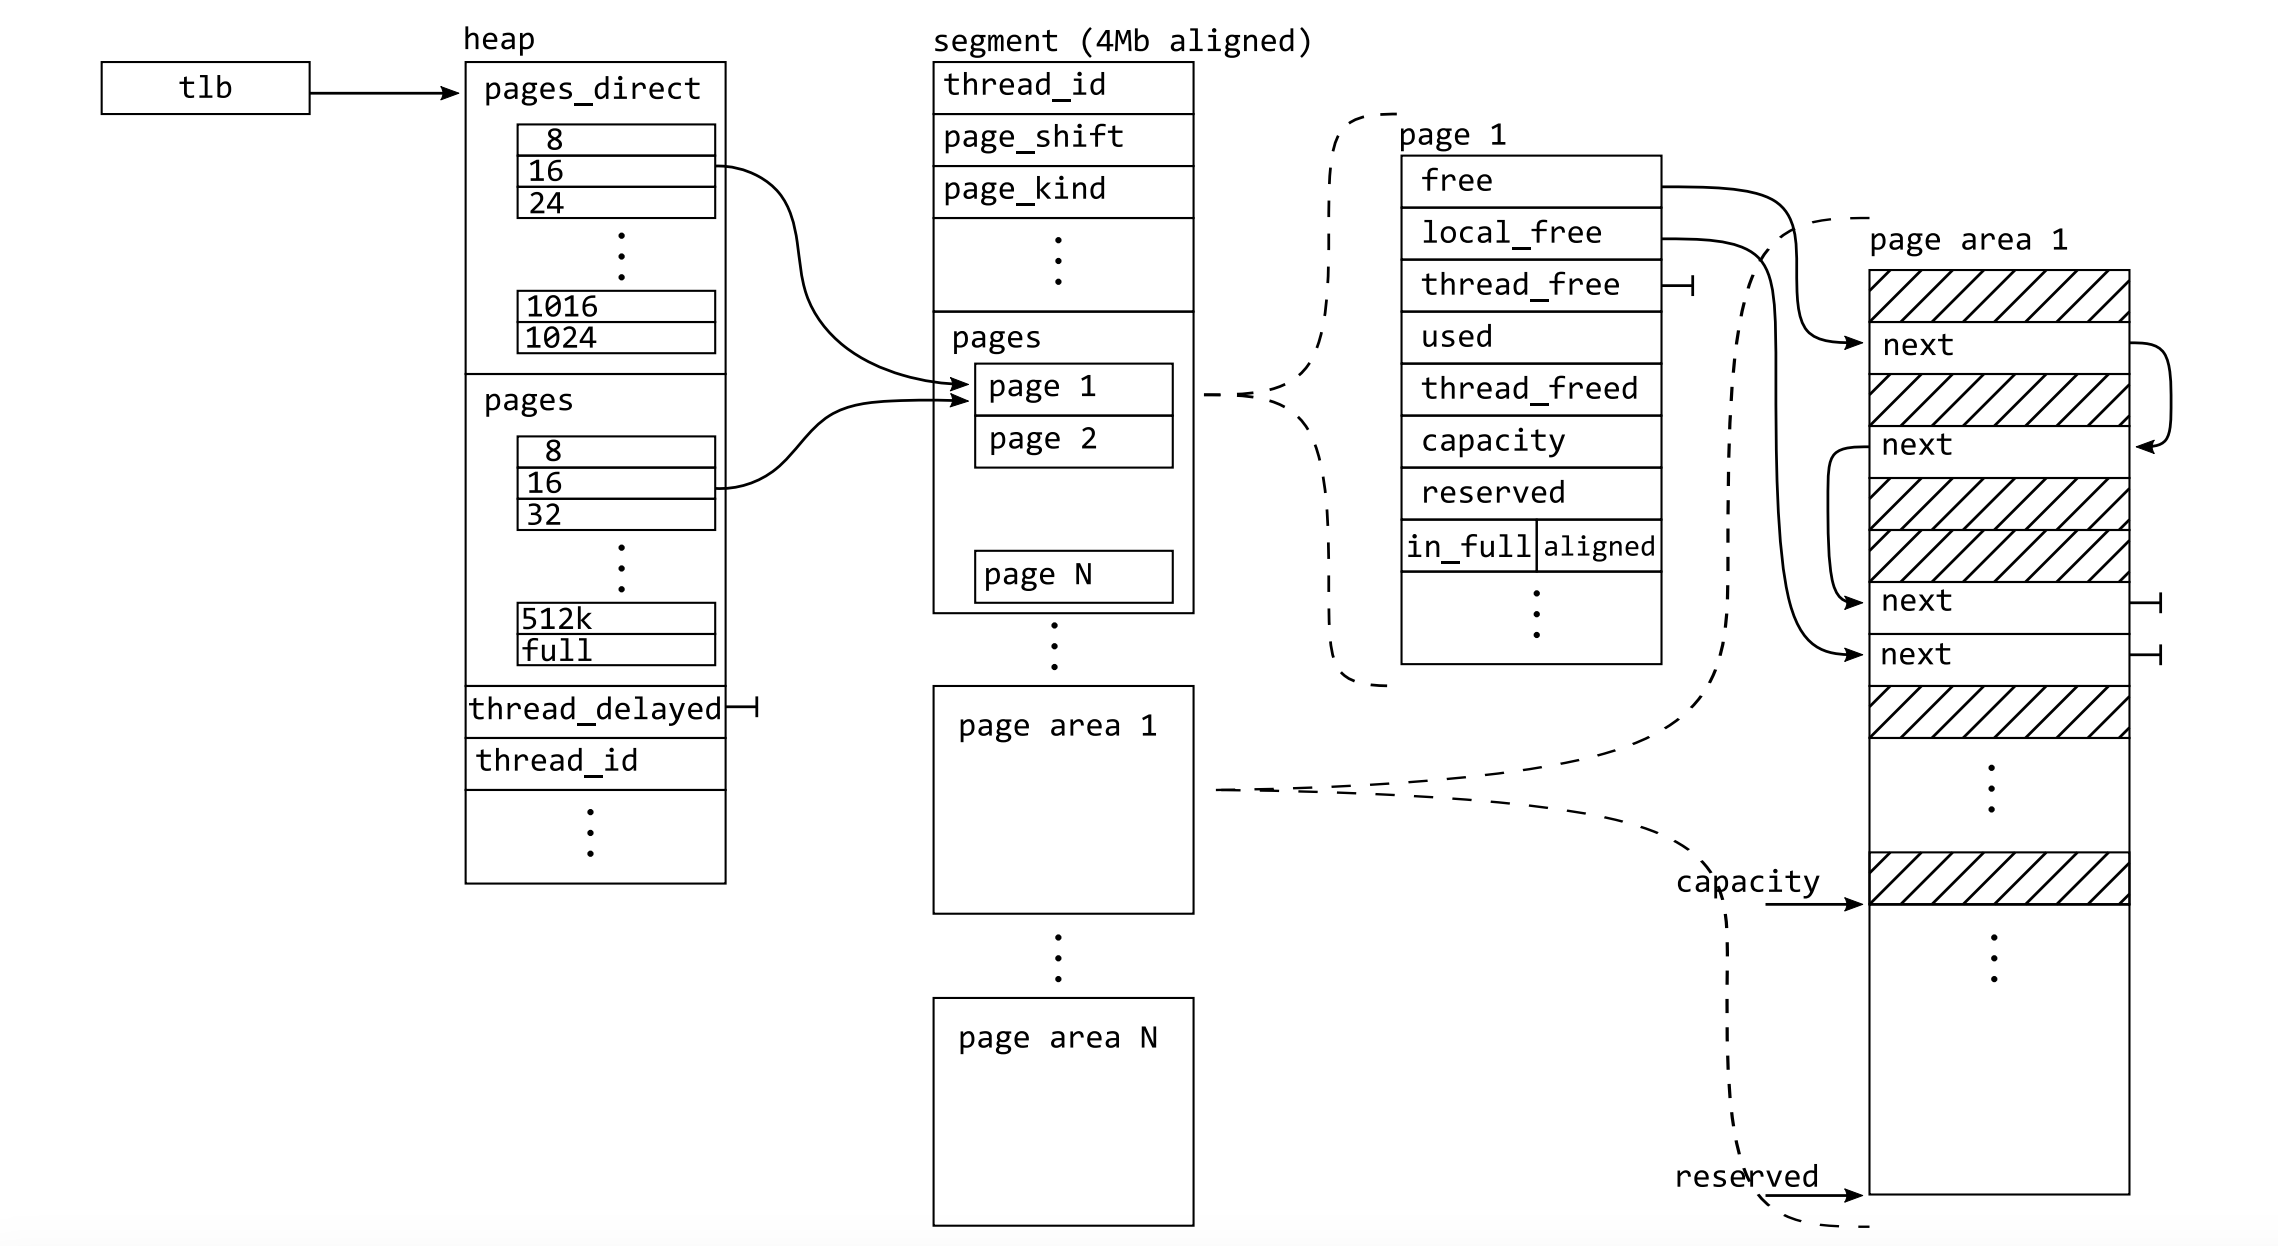 tlb
heap
pages_direct
8
16
24
1016
1024
pages
8
16
32
512k
full
thread_delayed
thread_id
segment (4Mb aligned)
thread_id
page_shift
page_kind
pages
page 1
page 2
page N
page area 1
page area N
page 1
free
local_free
thread_free
used
thread_freed
capacity
reserved
in_full aligned
page area 1
next
next
next
next
capacity
reserved